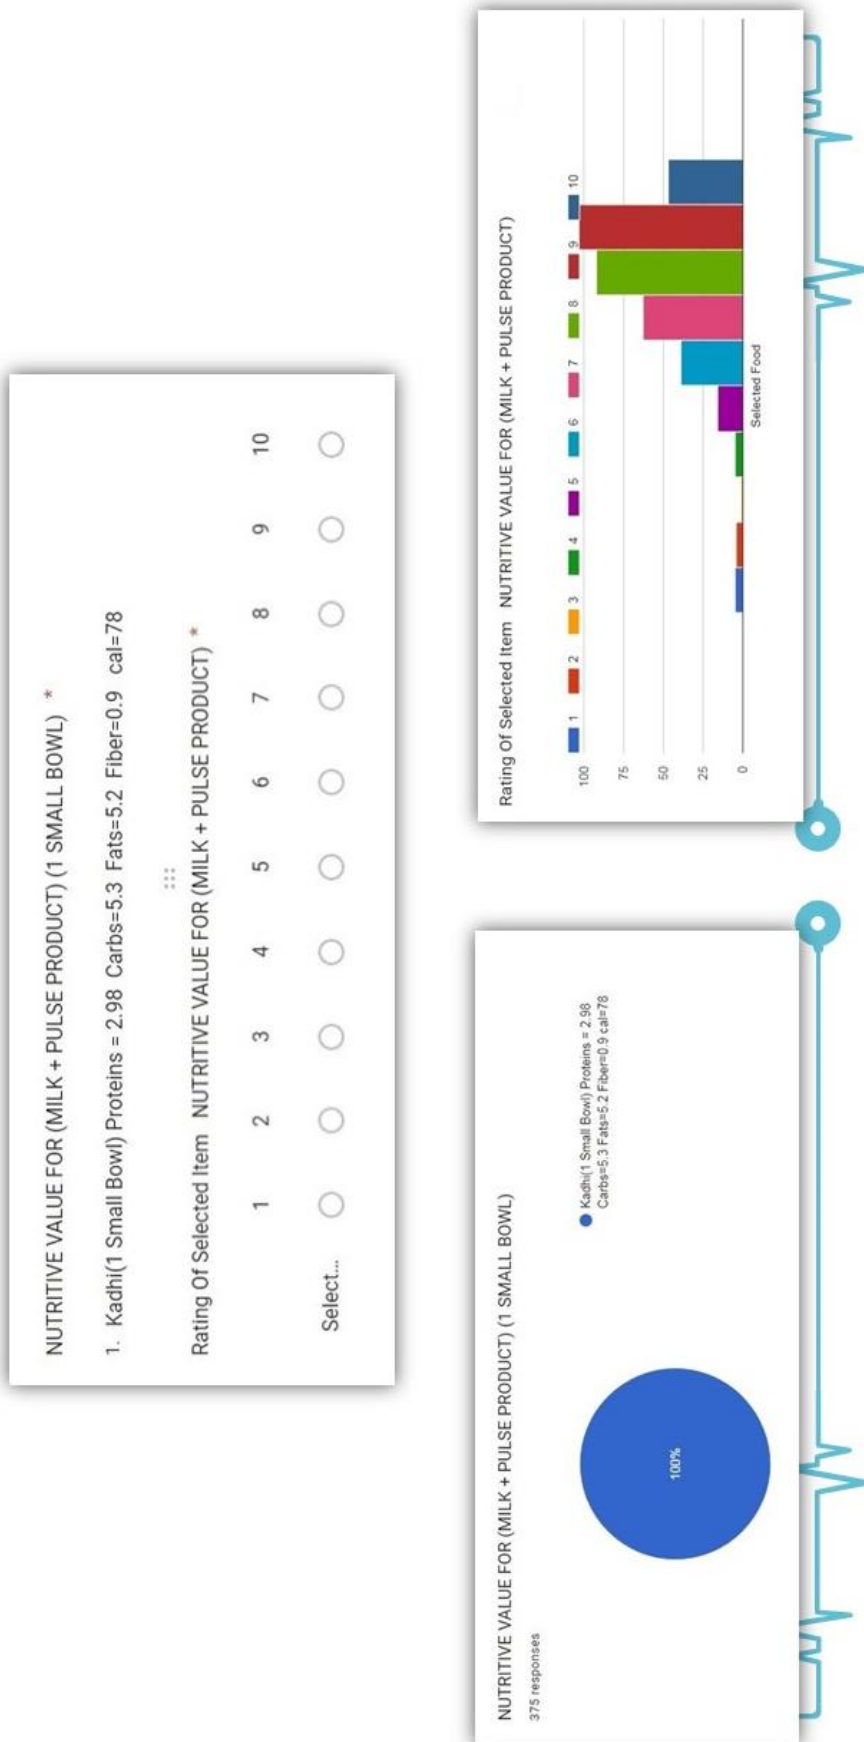 NUTRITIVE VALUE FOR (MILK + PULSE PRODUCT) (1 SMALL BOWL) *
1. Kadhi(1 Small Bowl) Proteins = 2.98 Carbs=5.3 Fats=5.2 Fiber=0.9 cal=78
Rating Of Selected Item NUTRITIVE VALUE FOR (MILK + PULSE PRODUCT) *
1 2 3 4 5 6 7 8 9 10
Select...
NUTRITIVE VALUE FOR (MILK + PULSE PRODUCT) (1 SMALL BOWL)
375 responses
100%
Kadhi(1 Small Bowl) Proteins = 2.98
Carbs=5.3 Fats=5.2 Fiber=0.9 cal=78
Rating Of Selected Item NUTRITIVE VALUE FOR (MILK + PULSE PRODUCT)
1 2 3 4 5 6 7 8 9 10
100
75
50
25
0
Selected Food